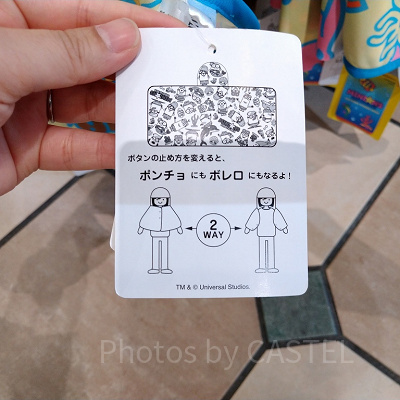 ボタンの止め方を変えると、
ポンチョ にも ボレロ にもなるよ!
2
WAY
TM & © Universal Studios.
Photos by CASTEL